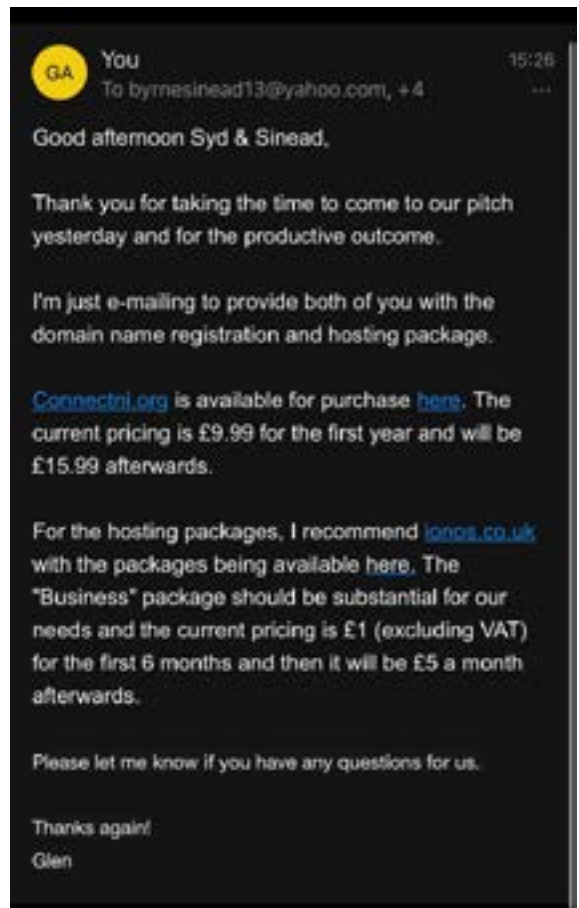 GA
You
15:26
To byrnesinead13@yahoo.com, +4
...
Good afternoon Syd & Sinead,
Thank you for taking the time to come to our pitch
yesterday and for the productive outcome.
I'm just e-mailing to provide both of you with the
domain name registration and hosting package.
Connectni.org is available for purchase here. The
current pricing is £9.99 for the first year and will be
£15.99 afterwards.
For the hosting packages, I recommend ionos.co.uk
with the packages being available here. The
"Business" package should be substantial for our
needs and the current pricing is £1 (excluding VAT)
for the first 6 months and then it will be £5 a month
afterwards.
Please let me know if you have any questions for us.
Thanks again!
Glen